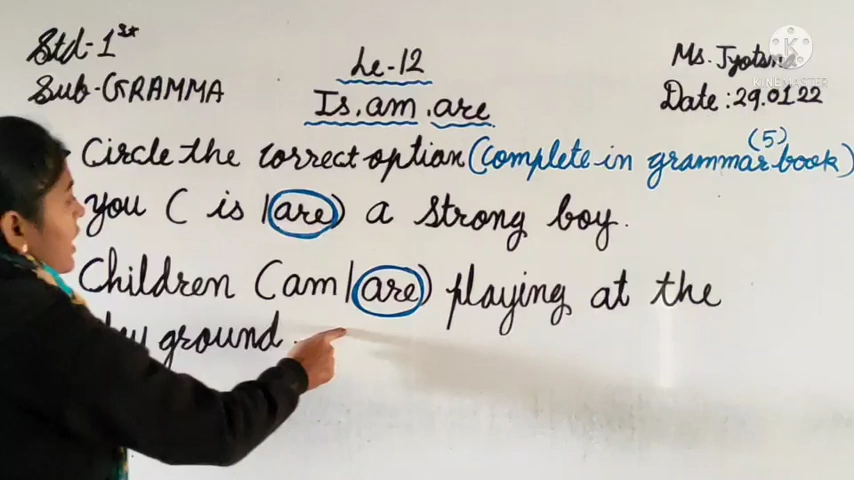 Std-1st
Sub-GRAMMA
Le-12
Is.am.are
Ms. Jyotsna
Date:29.01.22
Circle the correct option (complete in grammar book)
(5)
you ( is | are) a strong boy.
Children (am | are) playing at the
ground.
KINEMASTER